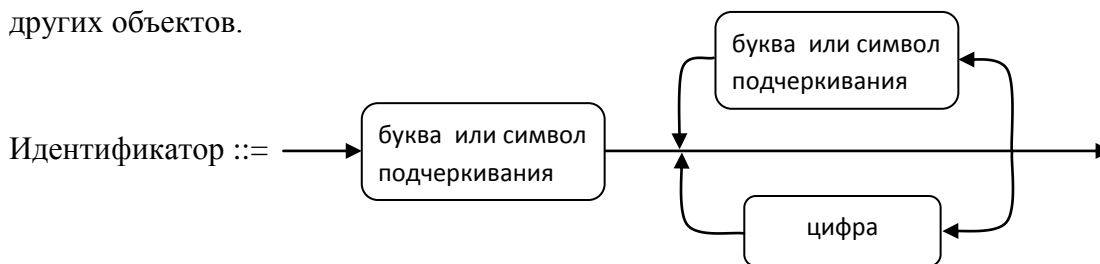 других объектов.
буква или символ
подчеркивания
Идентификатор ::=
буква или символ
подчеркивания
цифра